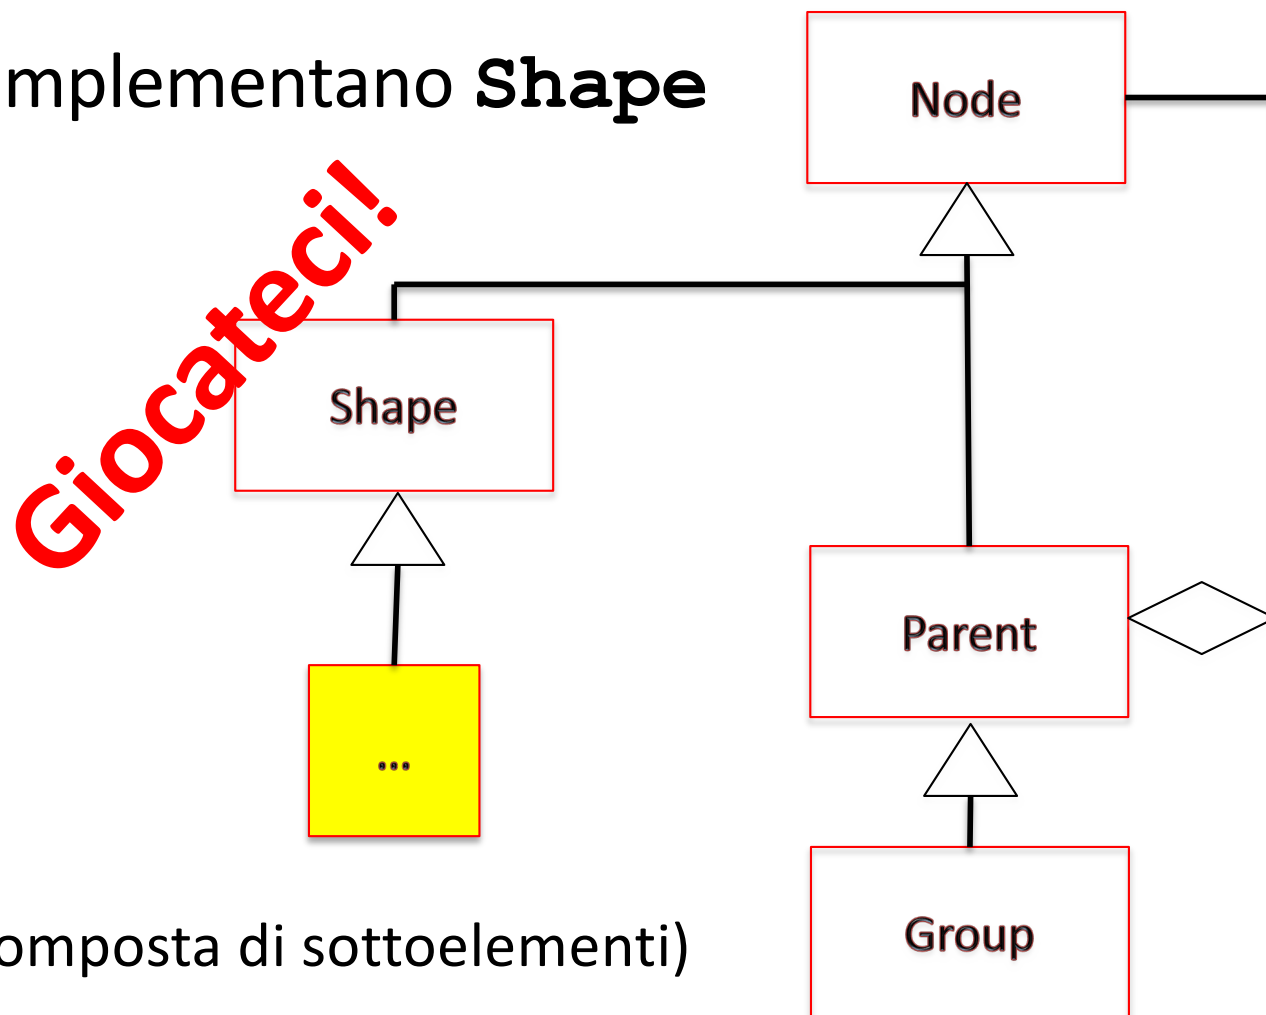 mplementano Shape
Node
Giocateci!
Shape
Parent
...
Group
omposta di sottoelementi)